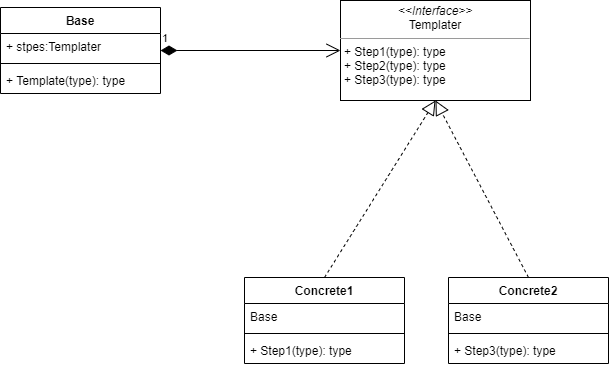 Base
+ stpes:Templater
+ Template(type): type
1
<<Interface>>
Templater
+ Step1(type): type
+ Step2(type): type
+ Step3(type): type
Concrete1
Base
+ Step1(type): type
Concrete2
Base
+ Step3(type): type